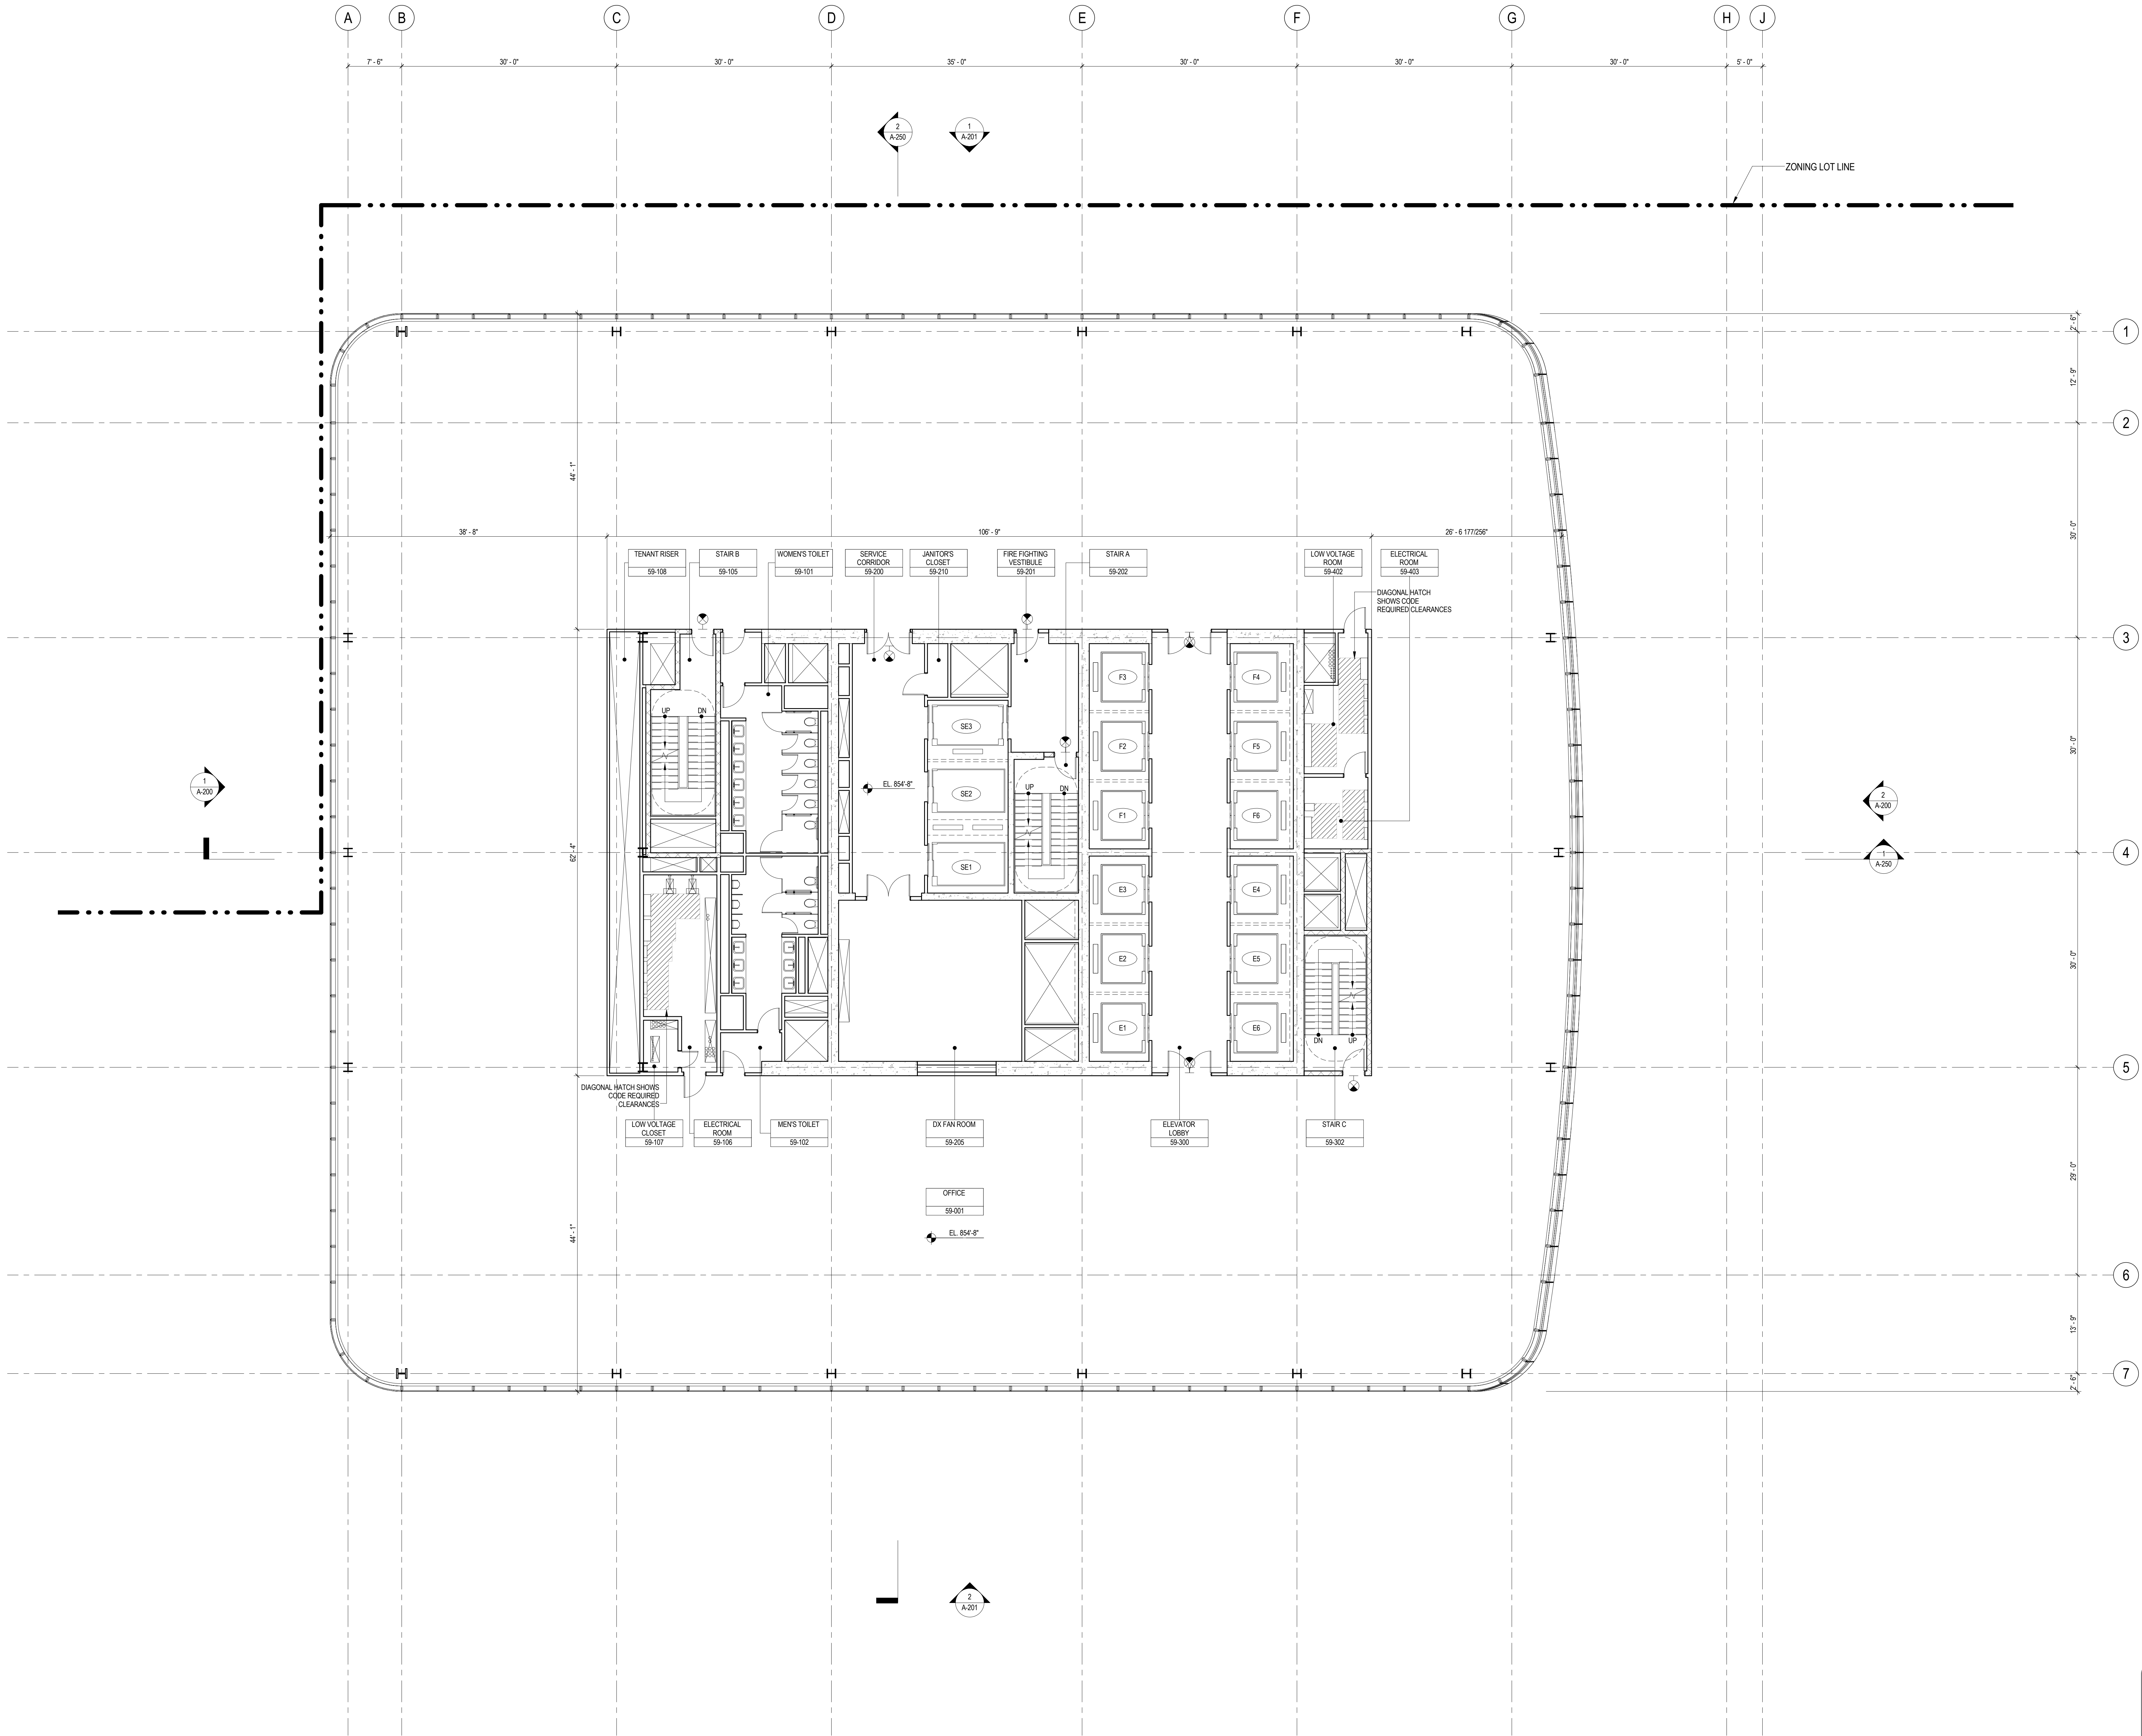 A
B
C
D
E
F
G
H
J
7' - 6"
30' - 0"
30' - 0"
35' - 0"
30' - 0"
30' - 0"
30' - 0"
5' - 0"
2
A-250
1
A-201
ZONING LOT LINE
2' - 6"
1
12' - 9"
2
44' - 1"
30' - 0"
38' - 8"
106' - 9"
26' - 6 177/256"
TENANT RISER
59-108
STAIR B
59-105
WOMEN'S TOILET
59-101
SERVICE
CORRIDOR
59-200
JANITOR'S
CLOSET
59-210
FIRE FIGHTING
VESTIBULE
59-201
STAIR A
59-202
LOW VOLTAGE
ROOM
59-402
ELECTRICAL
ROOM
59-403
DIAGONAL HATCH
SHOWS CODE
REQUIRED CLEARANCES
3
F3
F4
UP
DN
SE3
F2
F5
30' - 0"
1
A-200
EL. 854'-8"
SE2
UP
DN
F1
F6
2
A-200
62' - 4"
4
1
A-250
SE1
E3
E4
E2
E5
30' - 0"
E1
E6
DN
UP
5
DIAGONAL HATCH SHOWS
CODE REQUIRED
CLEARANCES
LOW VOLTAGE
CLOSET
59-107
ELECTRICAL
ROOM
59-106
MEN'S TOILET
59-102
DX FAN ROOM
59-205
ELEVATOR
LOBBY
59-300
STAIR C
59-302
29' - 0"
OFFICE
59-001
44' - 1"
EL. 854'-8"
6
13' - 9"
7
2' - 6"
2
A-201